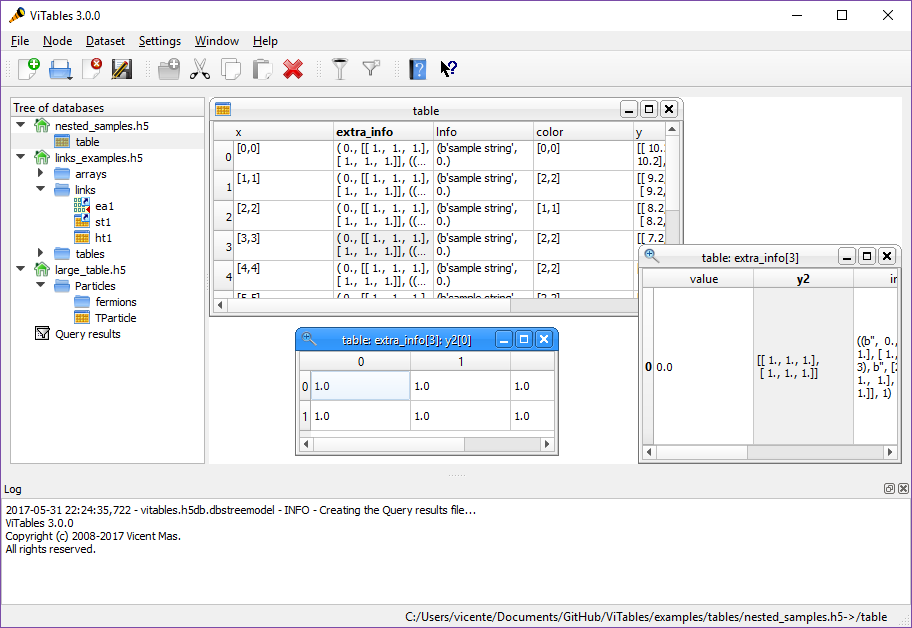 ViTables 3.0.0
File Node Dataset Settings Window Help
Tree of databases
nested_samples.h5
table
links_examples.h5
arrays
links
ea1
st1
ht1
tables
large_table.h5
Particles
fermions
TParticle
Query results
table
x extra_info Info color y
0 [0,0] ( 0., [[ 1., 1., 1.], (b'sample string', [0,0] [[ 10.
[ 1., 1., 1.]], ((... 0.) 10.2],
1 [1,1] ( 0., [[ 1., 1., 1.], (b'sample string', [2,2] [[ 9.2,
[ 1., 1., 1.]], ((... 0.) [ 9.2,
2 [2,2] ( 0., [[ 1., 1., 1.], (b'sample string', [1,1] [[ 8.2,
[ 1., 1., 1.]], ((... 0.) [ 8.2,
3 [3,3] ( 0., [[ 1., 1., 1.], (b'sample string', [2,2] [[ 7.2,
[ 1., 1., 1.]], ((... 0.)
4 [4,4] ( 0., [[ 1., 1., 1.], (b'sample string', [2,2]
[ 1., 1., 1.]], ((... 0.)
table: extra_info[3]
value y2 in
0 0.0 [[ 1., 1., 1.],
[ 1., 1., 1.]]
((b'', 0.,
1.], [ 1.,
3), b'', [2
1., 1.],
1.]], 1)
table: extra_info[3]: y2[0]
0 1
0 1.0 1.0 1.0
1 1.0 1.0 1.0
Log
2017-05-31 22:24:35,722 - vitables.h5db.dbstreemodel - INFO - Creating the Query results file...
ViTables 3.0.0
Copyright (c) 2008-2017 Vicent Mas.
All rights reserved.
C:/Users/vicente/Documents/GitHub/ViTables/examples/tables/nested_samples.h5->/table